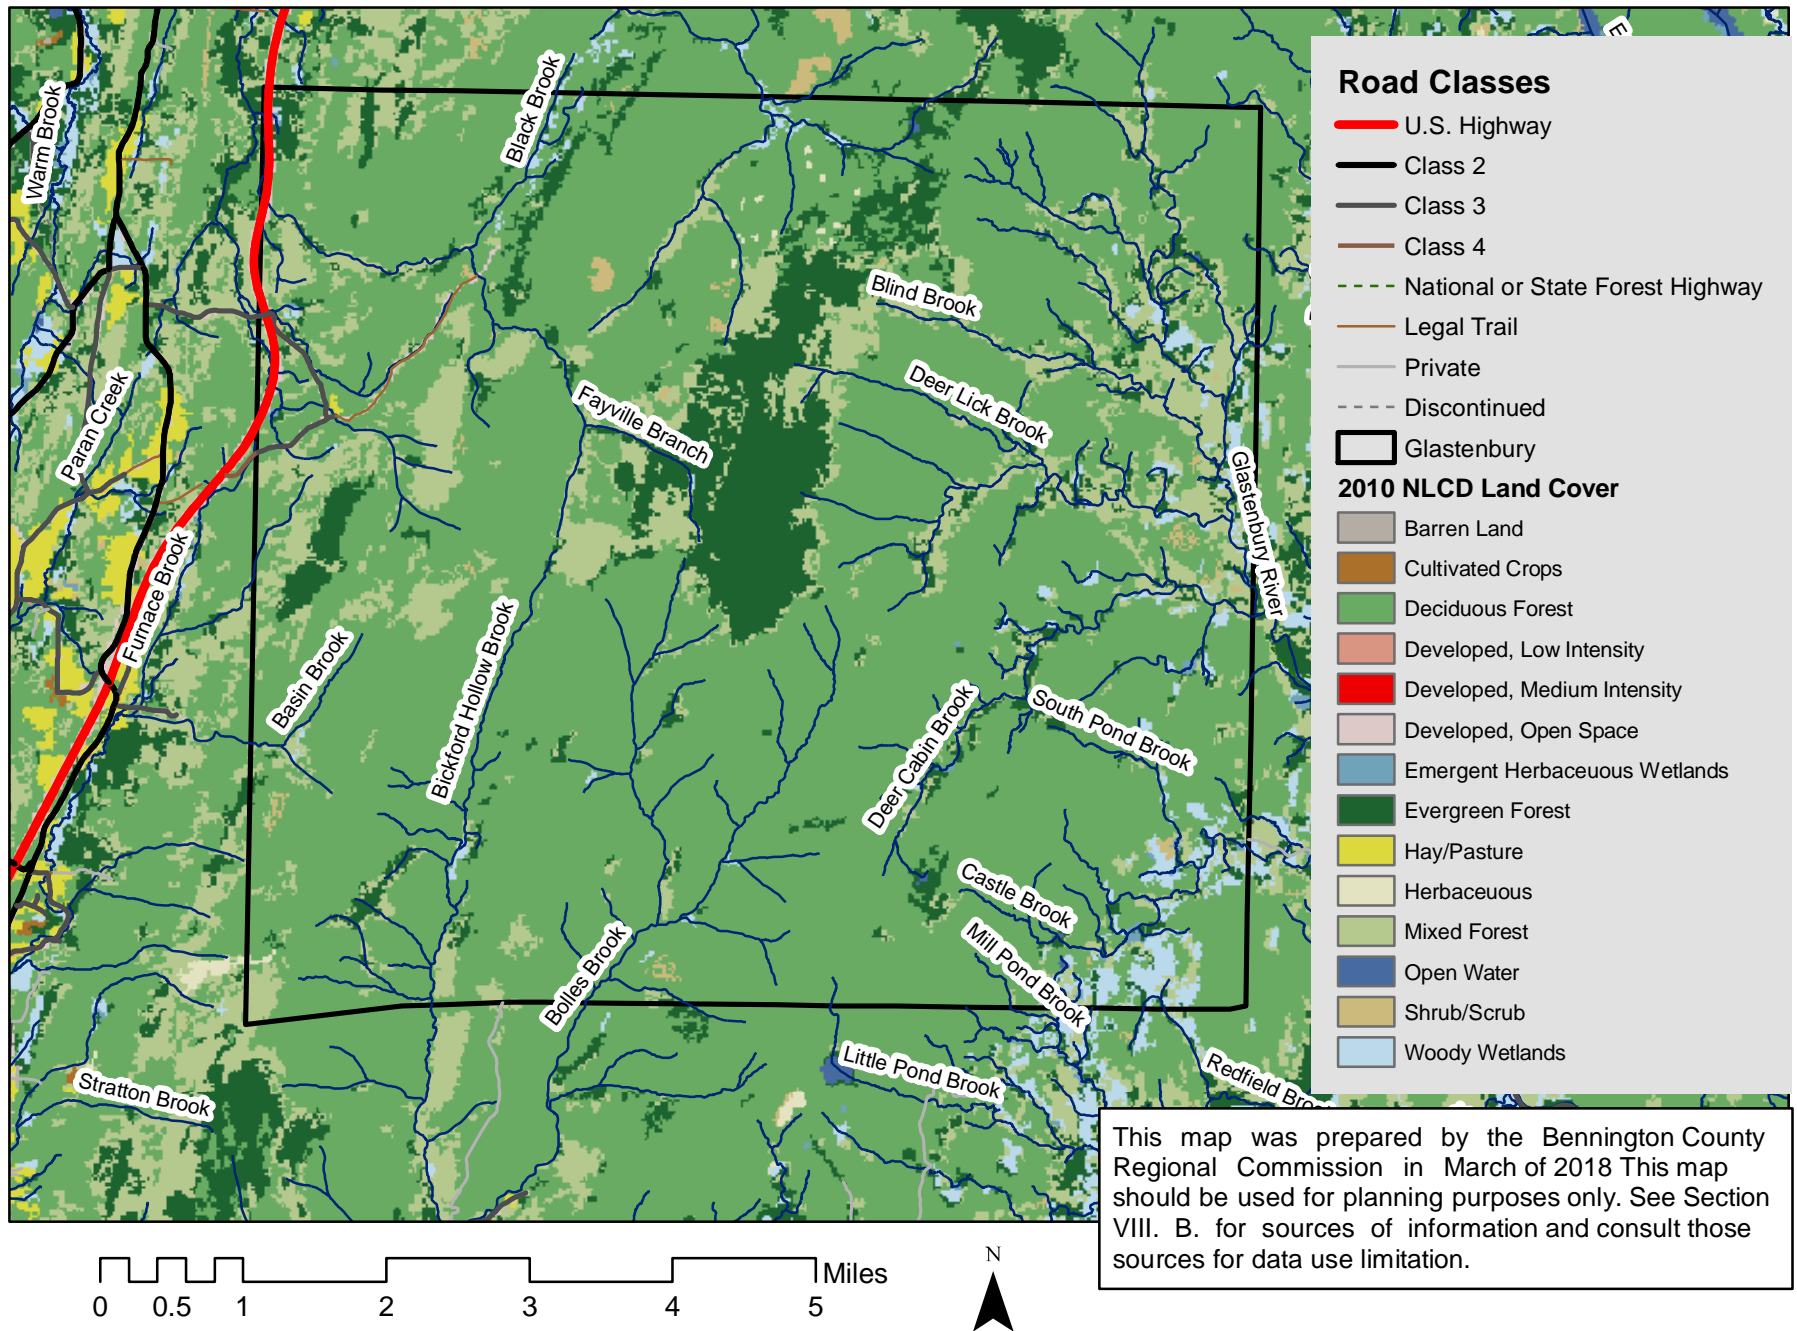 Warm Brook
Black Brook
Blind Brook
Deer Lick Brook
Fayville Branch
Paran Creek
Glastenbury River
Furnace Brook
Basin Brook
Bickford Hollow Brook
South Pond Brook
Deer Cabin Brook
Castle Brook
Mill Pond Brook
Bolles Brook
Little Pond Brook
Redfield Broo
Stratton Brook
E
Road Classes
U.S. Highway
Class 2
Class 3
Class 4
National or State Forest Highway
Legal Trail
Private
Discontinued
Glastenbury
2010 NLCD Land Cover
Barren Land
Cultivated Crops
Deciduous Forest
Developed, Low Intensity
Developed, Medium Intensity
Developed, Open Space
Emergent Herbaceuous Wetlands
Evergreen Forest
Hay/Pasture
Herbaceuous
Mixed Forest
Open Water
Shrub/Scrub
Woody Wetlands
This map was prepared by the Bennington County
Regional Commission in March of 2018 This map
should be used for planning purposes only. See Section
VIII. B. for sources of information and consult those
sources for data use limitation.
Miles
0 0.5 1 2 3 4 5
N